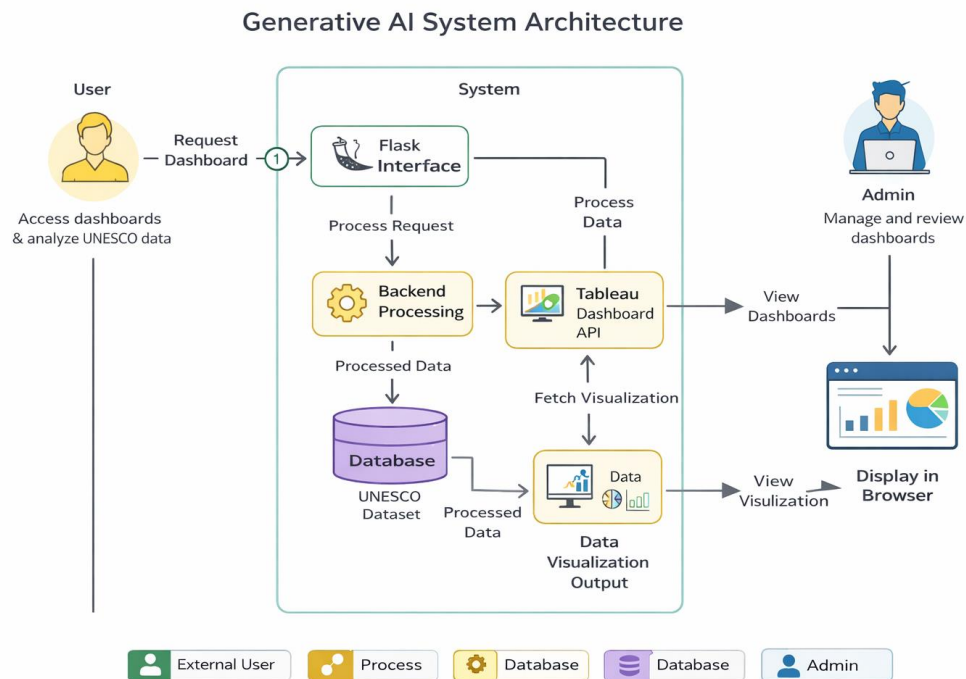 Generative AI System Architecture
User
System
Request
Dashboard
1
Flask
Interface
Access dashboards
& analyze UNESCO data
Process Request
Process
Data
Admin
Manage and review
dashboards
Backend
Processing
Tableau
Dashboard
API
View
Dashboards
Processed Data
Fetch Visualization
Database
UNESCO
Dataset
Processed
Data
Data
Data
Visualization
Output
View
Visulization
Display in
Browser
External User
Process
Database
Database
Admin